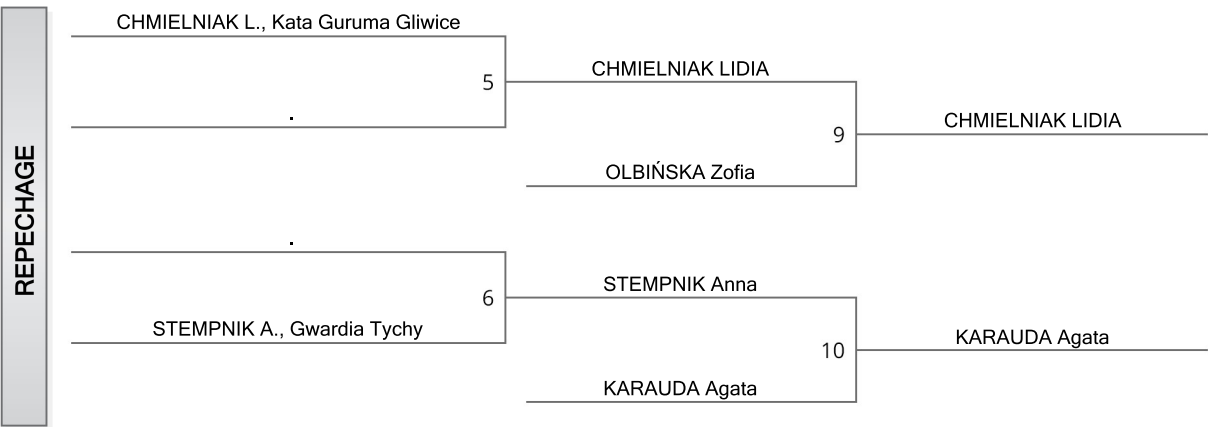 REPECHAGE
CHMIELNIAK L., Kata Guruma Gliwice
5
.
CHMIELNIAK LIDIA
9
OLBIŃSKA Zofia
CHMIELNIAK LIDIA
.
6
STEMPNIK A., Gwardia Tychy
STEMPNIK Anna
10
KARAUDA Agata
KARAUDA Agata